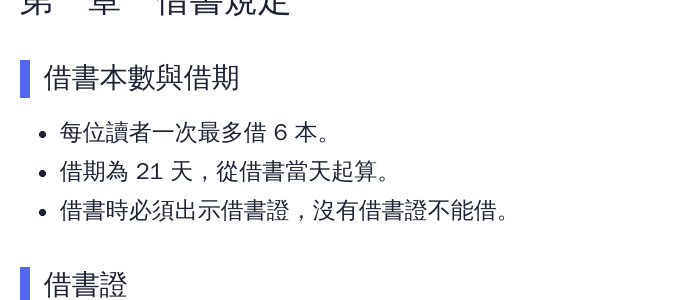 借書本數與借期
每位讀者一次最多借 6 本。
借期為 21 天，從借書當天起算。
借書時必須出示借書證，沒有借書證不能借。
借書證